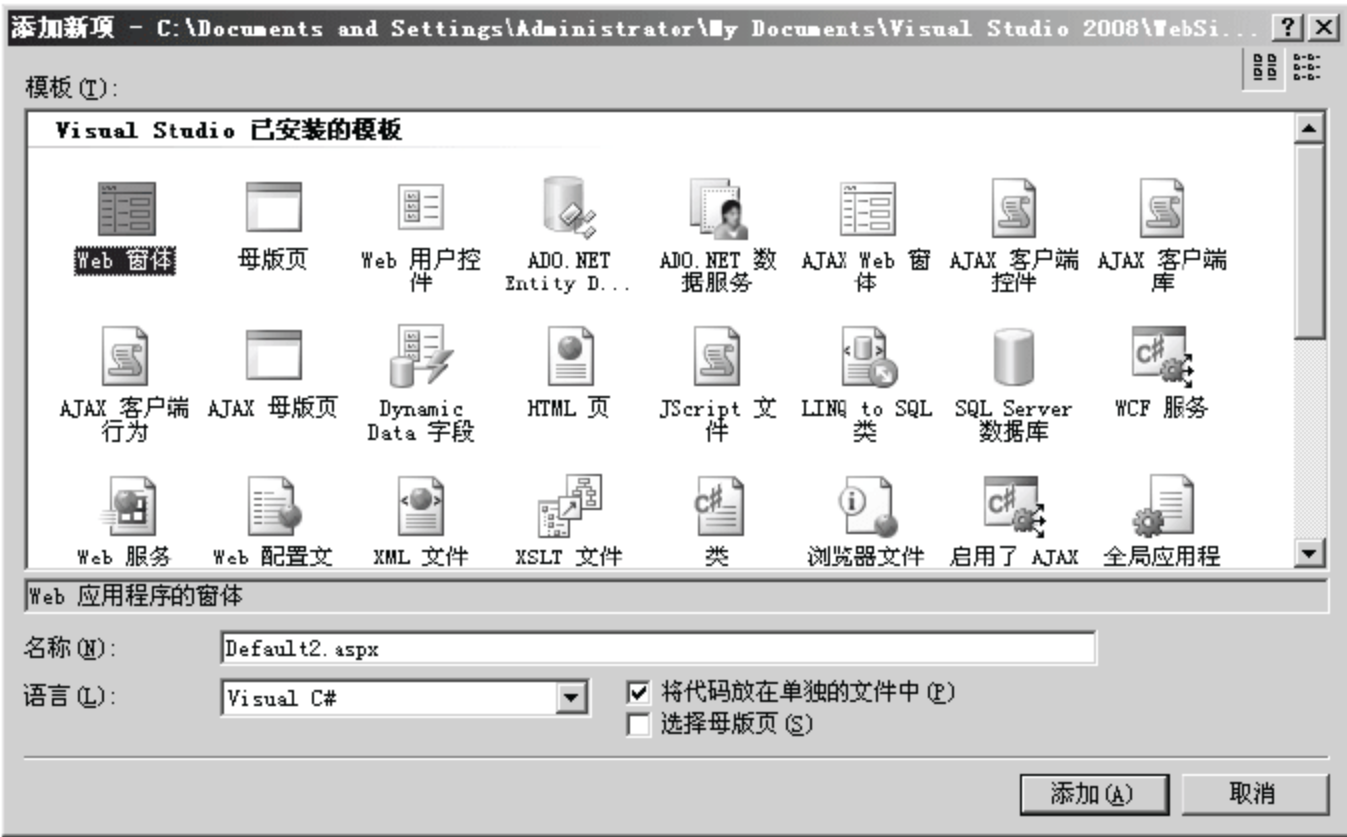 添加新项 - C:\Documents and Settings\Administrator\My Documents\Visual Studio 2008\WebSi...
模板(T):
Visual Studio 已安装的模板
Web 窗体 母版页 Web 用户控件 ADO.NET Entity D... ADO.NET 数据服务 AJAX Web 窗体 AJAX 客户端控件 AJAX 客户端库
AJAX 客户端行为 AJAX 母版页 Dynamic Data 字段 HTML 页 JScript 文件 LINQ to SQL 类 SQL Server 数据库 WCF 服务
Web 服务 Web 配置文 XML 文件 XSLT 文件 类 浏览器文件 启用了 AJAX 全局应用程
Web 应用程序的窗体
名称(N): Default2.aspx
语言(L): Visual C# 将代码放在单独的文件中(P)
选择母版页(S)
添加(A) 取消